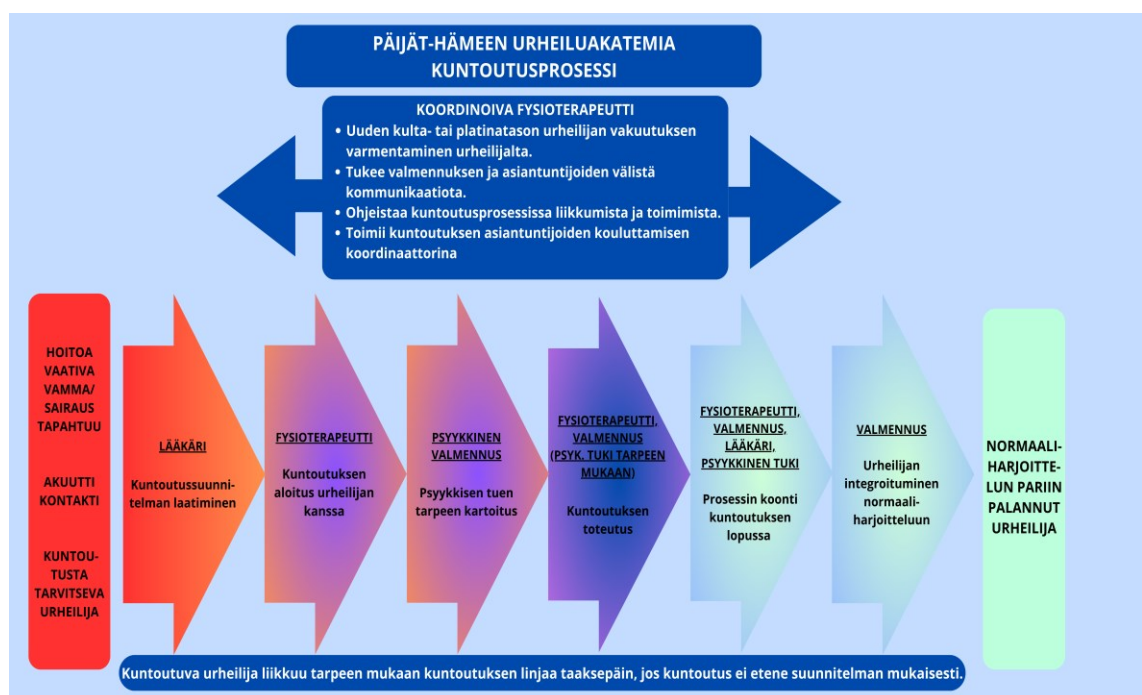 PÄIJÄT-HÄMEEN URHEILUAKATEMIA
KUNTOUTUSPROSESSI
KOORDINOIVA FYSIOTERAPEUTTI
• Uuden kulta- tai platinatason urheilijan vakuutuksen
varmentaminen urheilijalta.
• Tukee valmennuksen ja asiantuntijoiden välistä
kommunikaatiota.
• Ohjeistaa kuntoutusprosessissa liikkumista ja toimimista.
• Toimii kuntoutuksen asiantuntijoiden kouluttamisen
koordinaattorina
HOITOA
VAATIVA
VAMMA/
SAIRAUS
TAPAHTUU
AKUUTTI
KONTAKTI
KUNTOU-
TUSTA
TARVITSEVA
URHEILIJA
LÄÄKÄRI
Kuntoutussuunni-
telman laatiminen
FYSIOTERAPEUTTI
Kuntoutuksen
aloitus urheilijan
kanssa
PSYYKKINEN
VALMENNUS
Psyykkisen tuen
tarpeen kartoitus
FYSIOTERAPEUTTI,
VALMENNUS
(PSYK. TUKI TARPEEN
MUKAAN)
Kuntoutuksen
toteutus
FYSIOTERAPEUTTI,
VALMENNUS,
LÄÄKÄRI,
PSYYKKINEN TUKI
Prosessin koonti
kuntoutuksen
lopussa
VALMENNUS
Urheilijan
integroituminen
normaali-
harjoitteluun
NORMAALI-
HARJOITTE-
LUN PARIIN
PALANNUT
URHEILIJA
Kuntoutuva urheilija liikkuu tarpeen mukaan kuntoutuksen linjaa taaksepäin, jos kuntoutus ei etene suunnitelman mukaisesti.